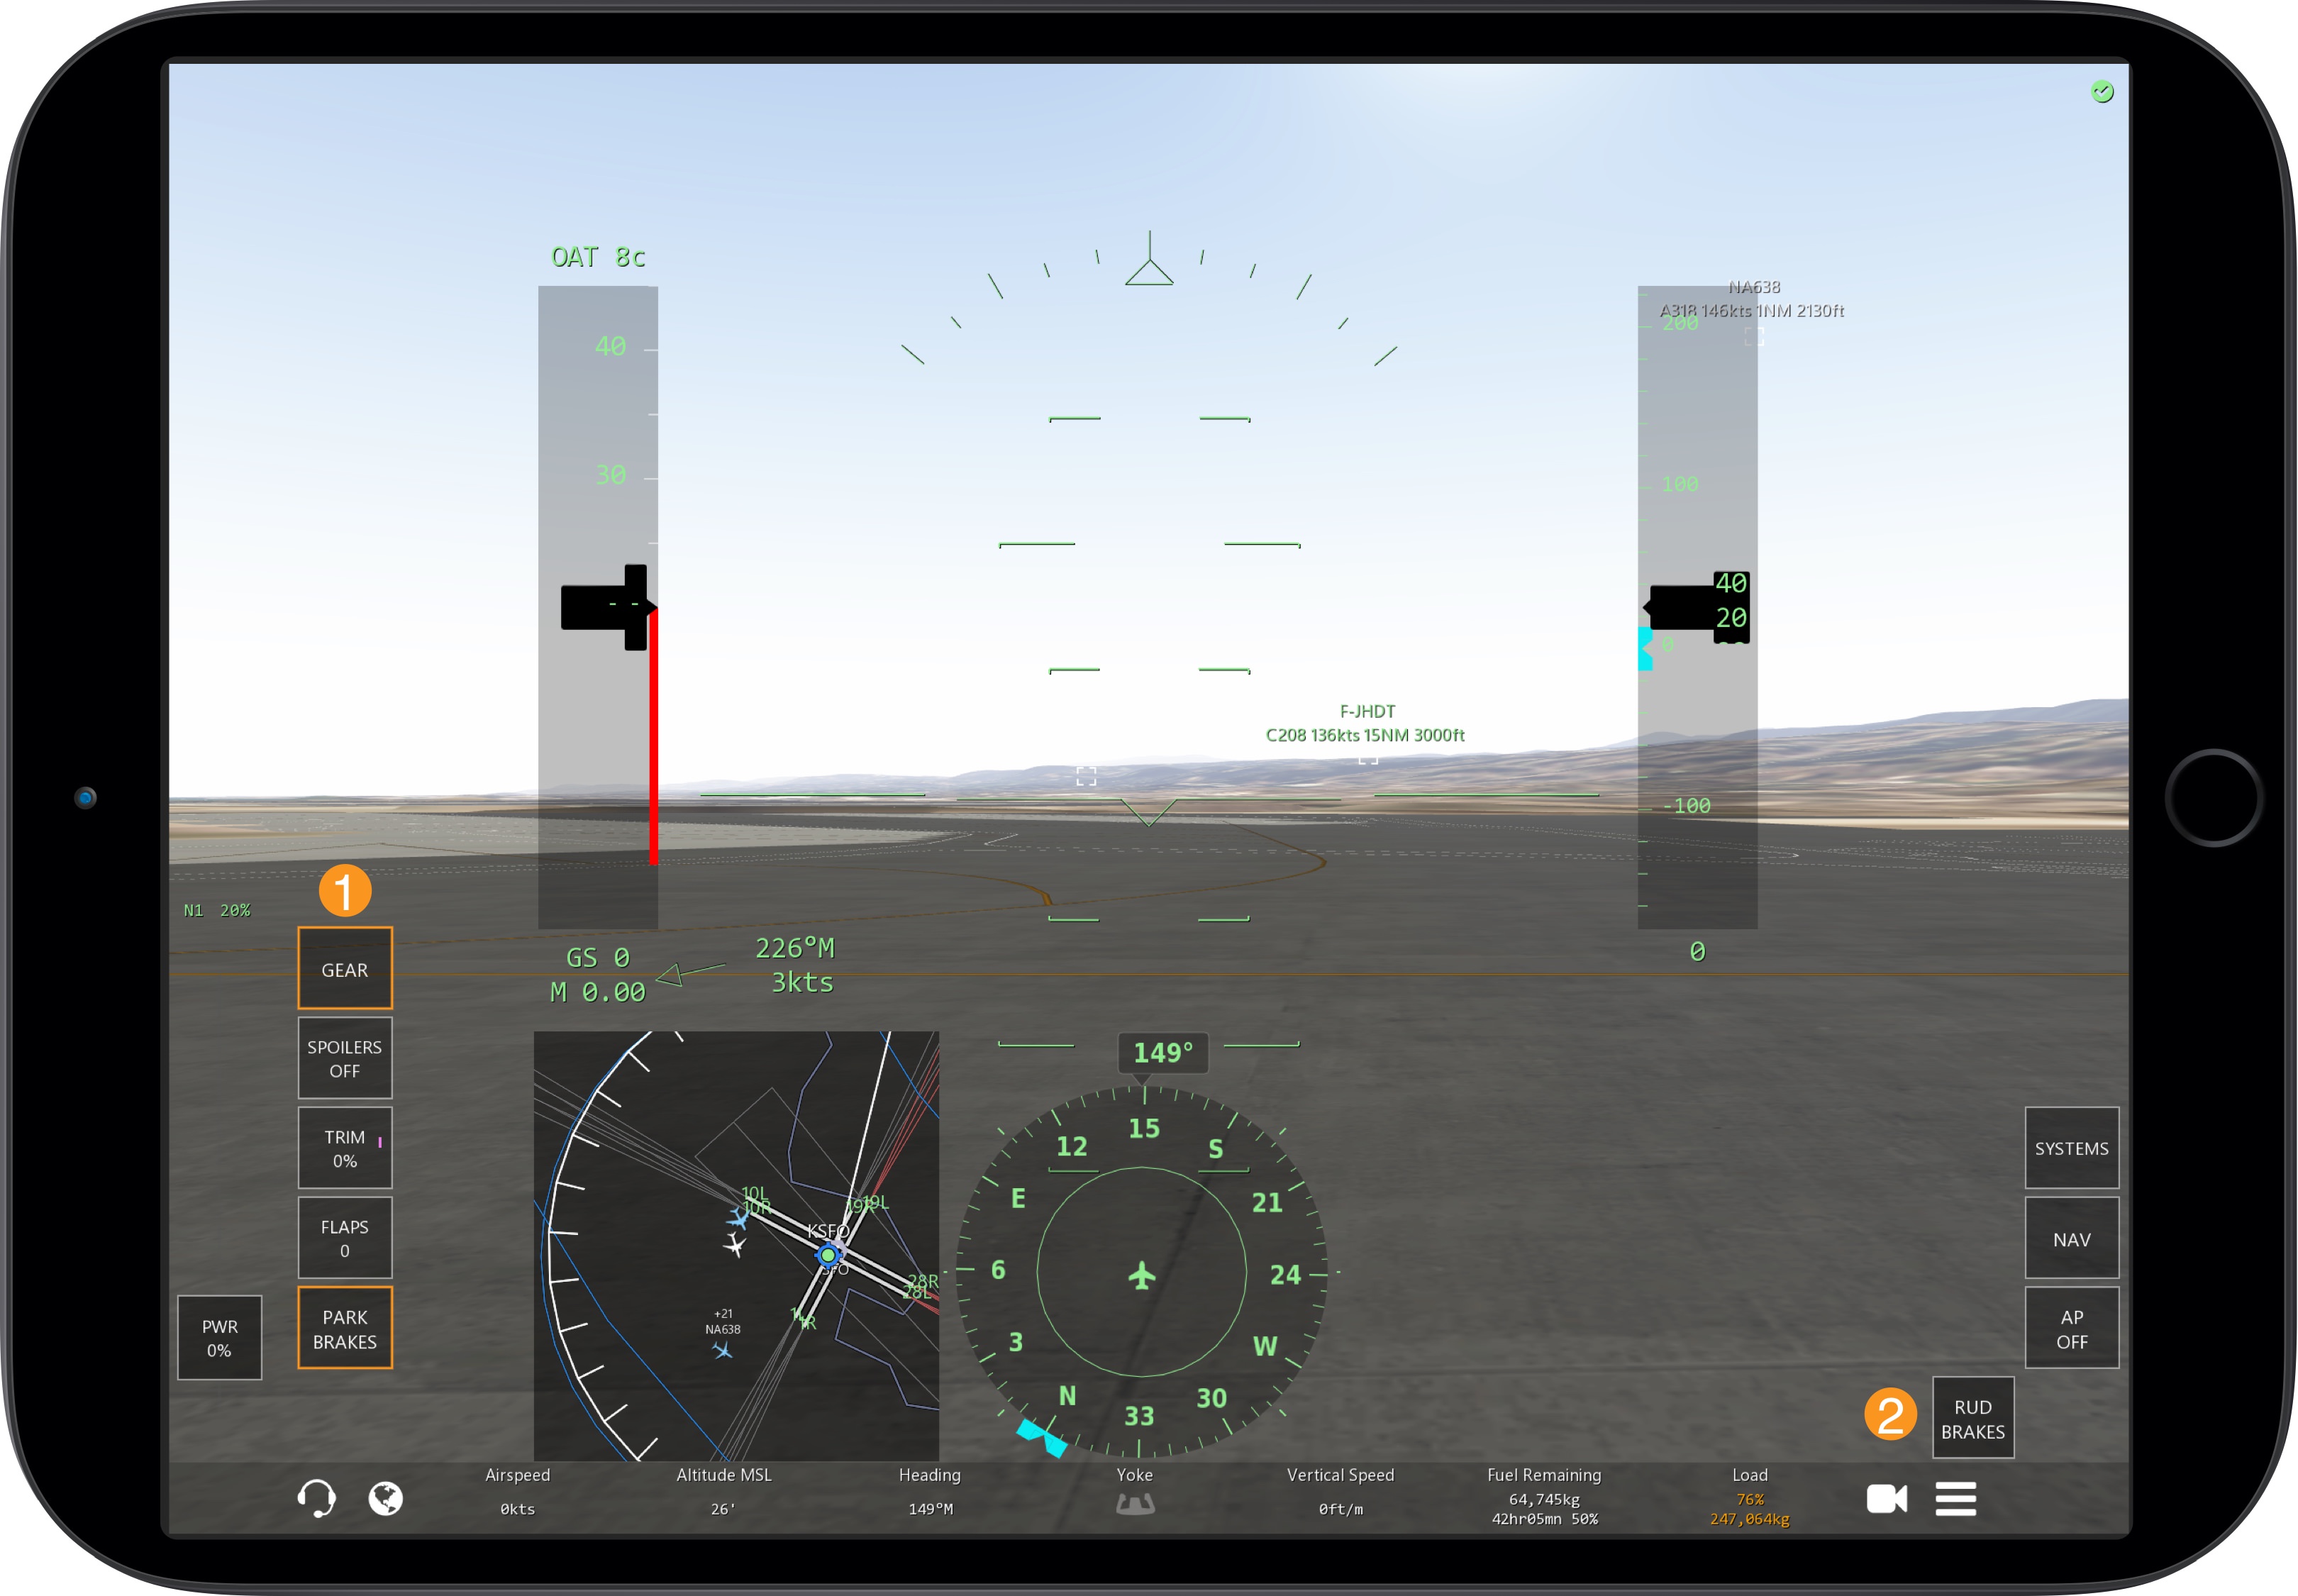 OAT 8c
NA638
A318 146kts 1NM 2130ft
200
40
30
100
- -
40
20
0
F-JHDT
C208 136kts 15NM 3000ft
-100
1
N1 20%
GEAR
GS 0
M 0.00
226°M
3kts
0
SPOILERS
OFF
149°
TRIM
0%
FLAPS
0
PARK
BRAKES
PWR
0%
10L
10R
19R
19L
KSFO
SFO
28R
28L
1R
+21
NA638
12
15
S
E
21
6
24
3
W
N
33
30
SYSTEMS
NAV
AP
OFF
2
RUD
BRAKES
Airspeed
0kts
Altitude MSL
26'
Heading
149°M
Yoke
Vertical Speed
0ft/m
Fuel Remaining
64,745kg
42hr05mn 50%
Load
76%
247,064kg